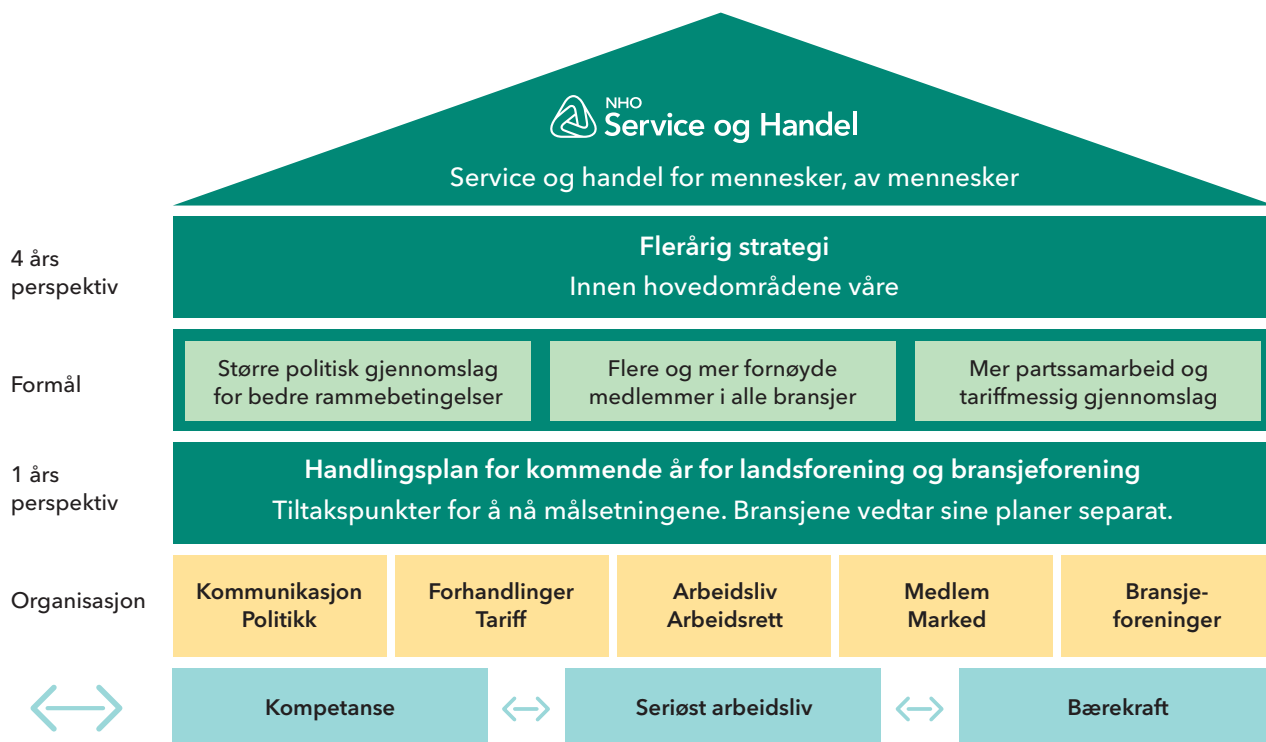 NHO
Service og Handel
Service og handel for mennesker, av mennesker
4 års
perspektiv
Flerårig strategi
Innen hovedområdene våre
Formål
Større politisk gjennomslag
for bedre rammebetingelser
Flere og mer fornøyde
medlemmer i alle bransjer
Mer partssamarbeid og
tariffmessig gjennomslag
1 års
perspektiv
Handlingsplan for kommende år for landsforening og bransjeforening
Tiltakspunkter for å nå målsetningene. Bransjene vedtar sine planer separat.
Organisasjon
Kommunikasjon
Politikk
Forhandlinger
Tariff
Arbeidsliv
Arbeidsrett
Medlem
Marked
Bransje-
foreninger
Kompetanse
Seriøst arbeidsliv
Bærekraft